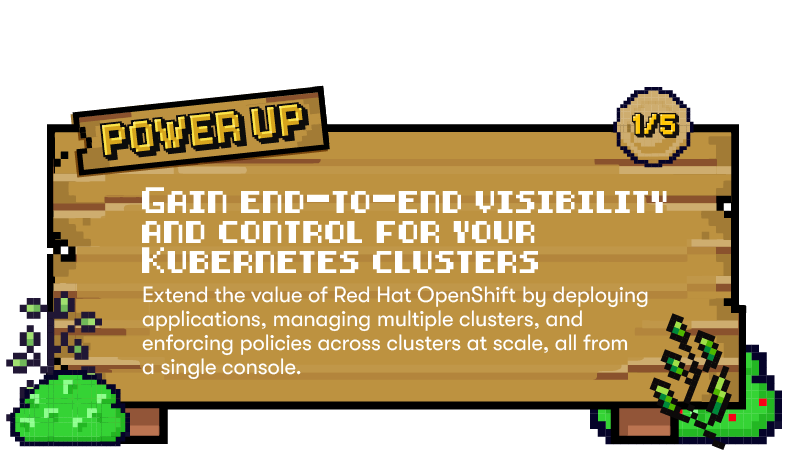 POWER UP
1/5
GAIN END-TO-END VISIBILITY
AND CONTROL FOR YOUR
KUBERNETES CLUSTERS
Extend the value of Red Hat OpenShift by deploying
applications, managing multiple clusters, and
enforcing policies across clusters at scale, all from
a single console.